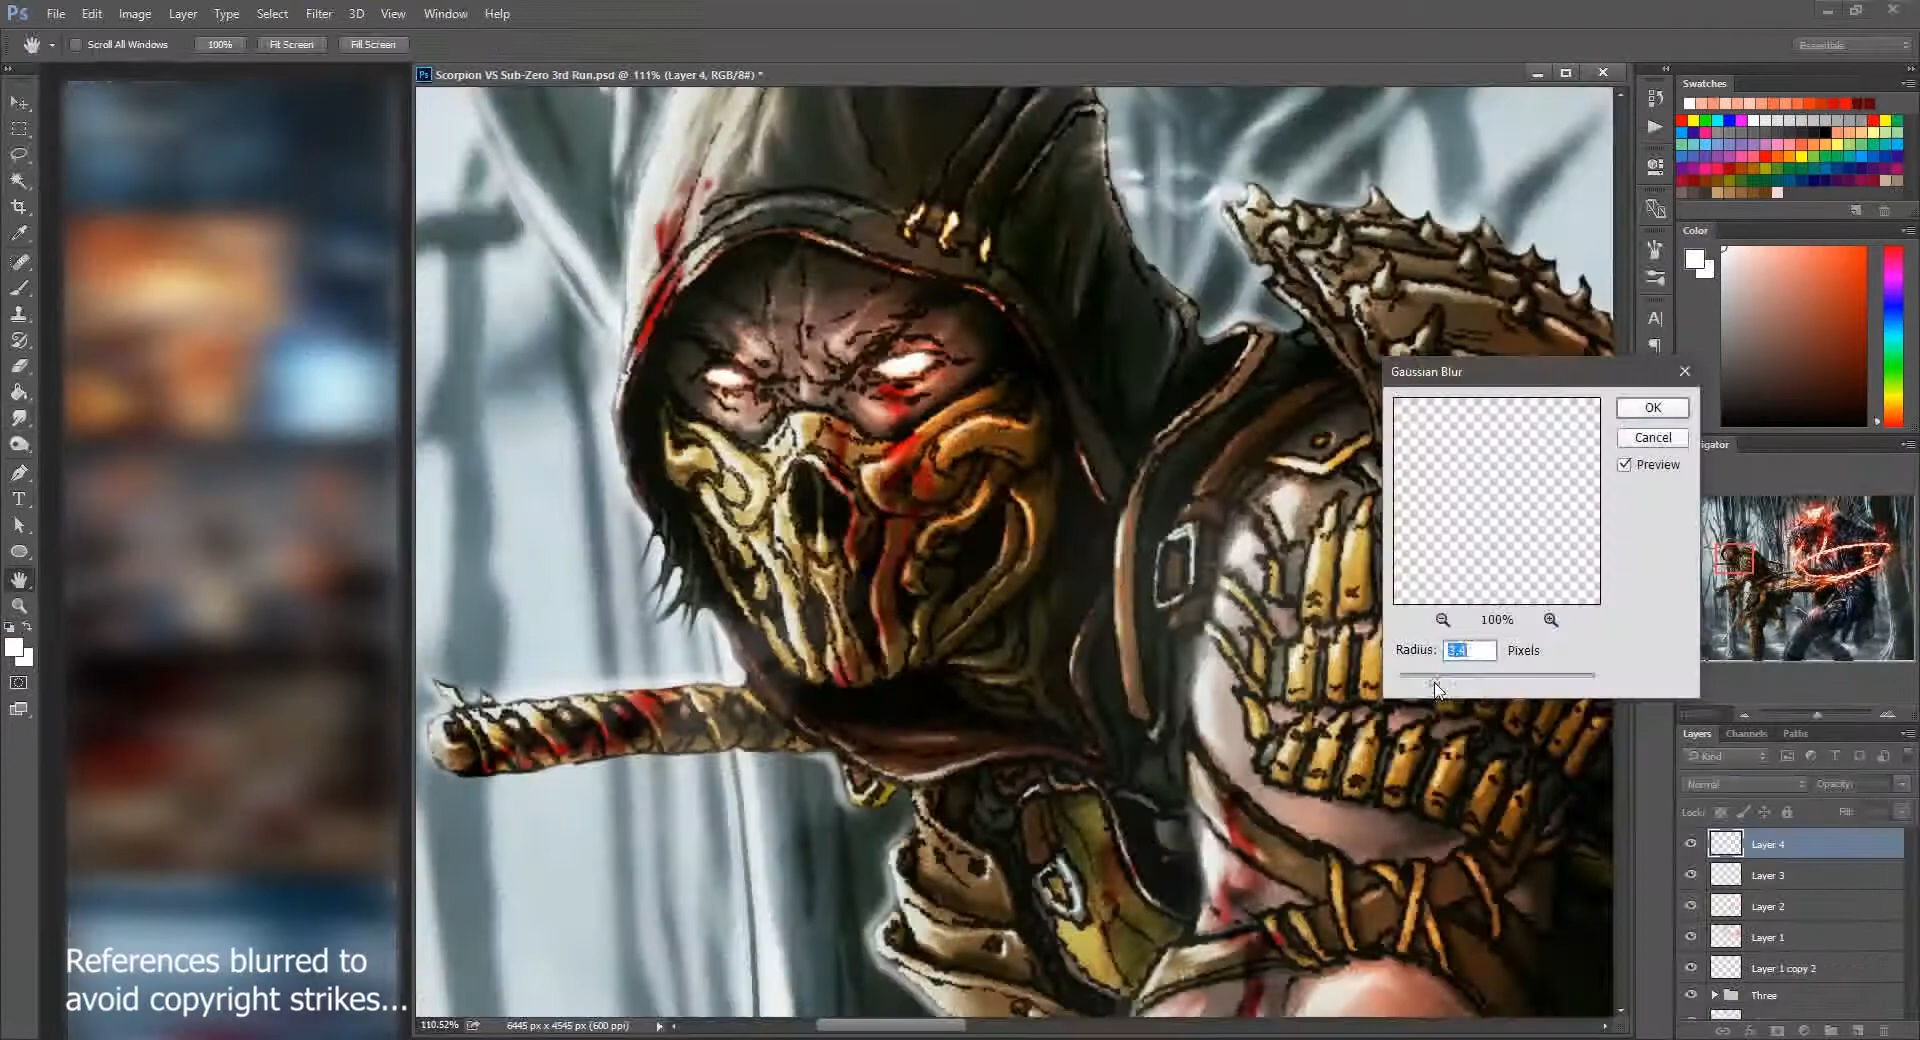 Ps File Edit Image Layer Type Select Filter 3D View Window Help
Scroll All Windows 100% Fit Screen Fill Screen Essentials
Ps Scorpion VS Sub-Zero 3rd Run.psd @ 111% (Layer 4, RGB/8#) *
Swatches
Color
Gaussian Blur
OK
Cancel
Preview
100%
Radius: 3.4 Pixels
Layers Channels Paths
Kind
Normal Opacity:
Lock: Fill:
Layer 4
Layer 3
Layer 2
Layer 1
Layer 1 copy 2
Three
References blurred to
avoid copyright strikes...
110.52% 6445 px x 4545 px (600 ppi)